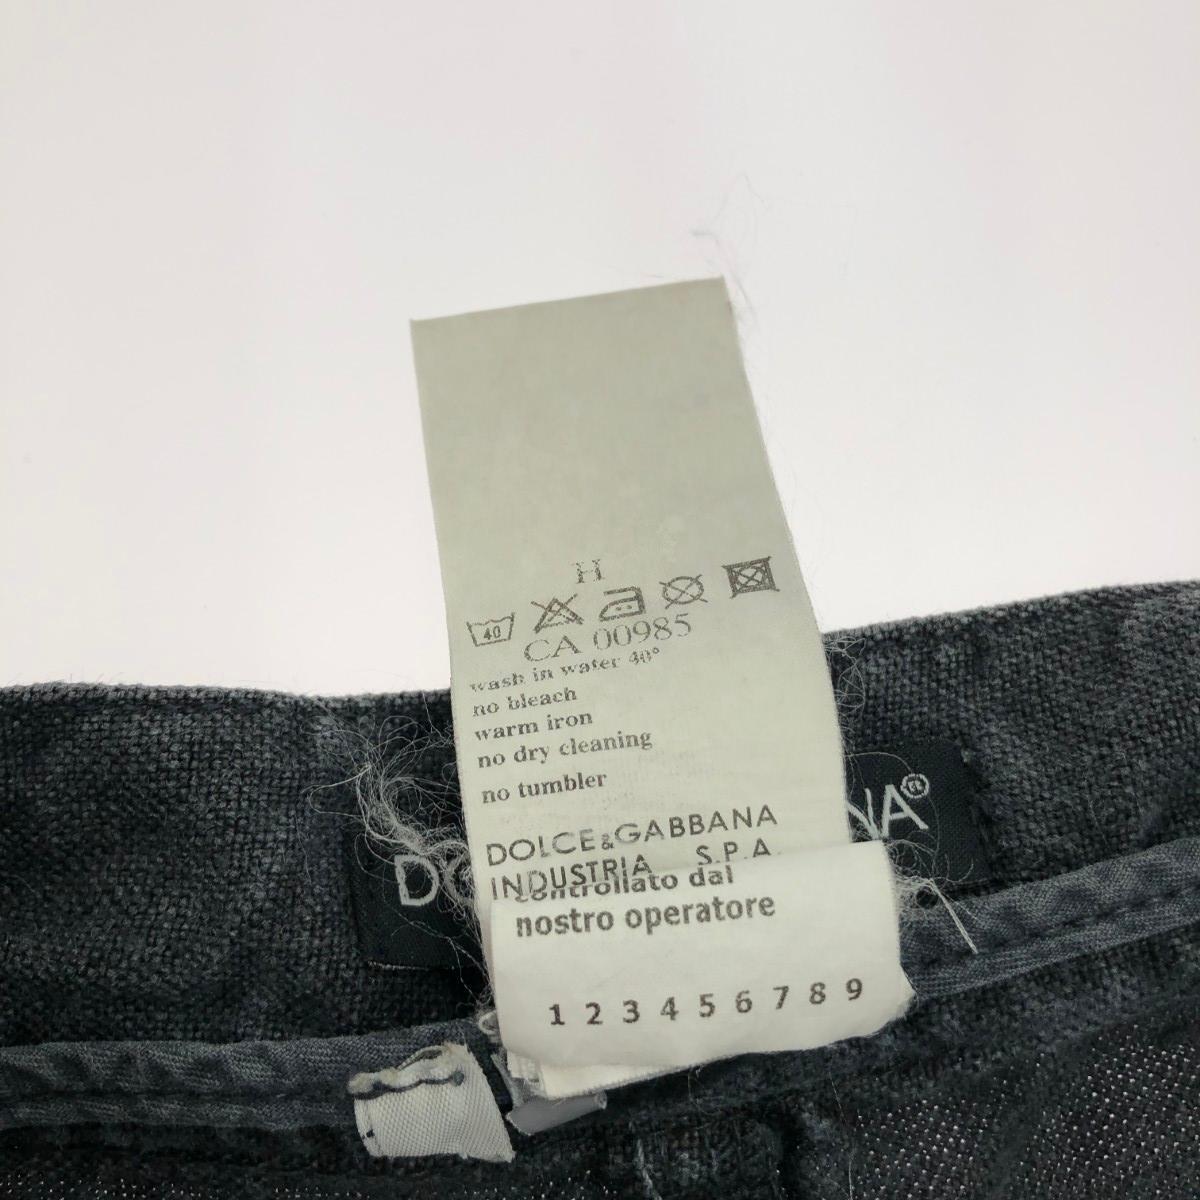 H
40
CA 00985
wash in water 40°
no bleach
warm iron
no dry cleaning
no tumbler
DOLCE&GABBANA
INDUSTRIA S.P.A.
controllato dal
nostro operatore
1 2 3 4 5 6 7 8 9